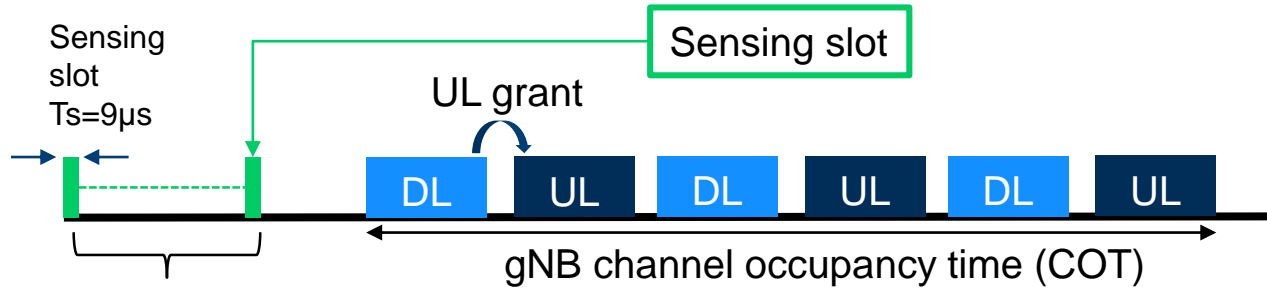 Sensing
slot
Ts=9µs
Sensing slot
UL grant
DL
UL
DL
UL
DL
UL
gNB channel occupancy time (COT)